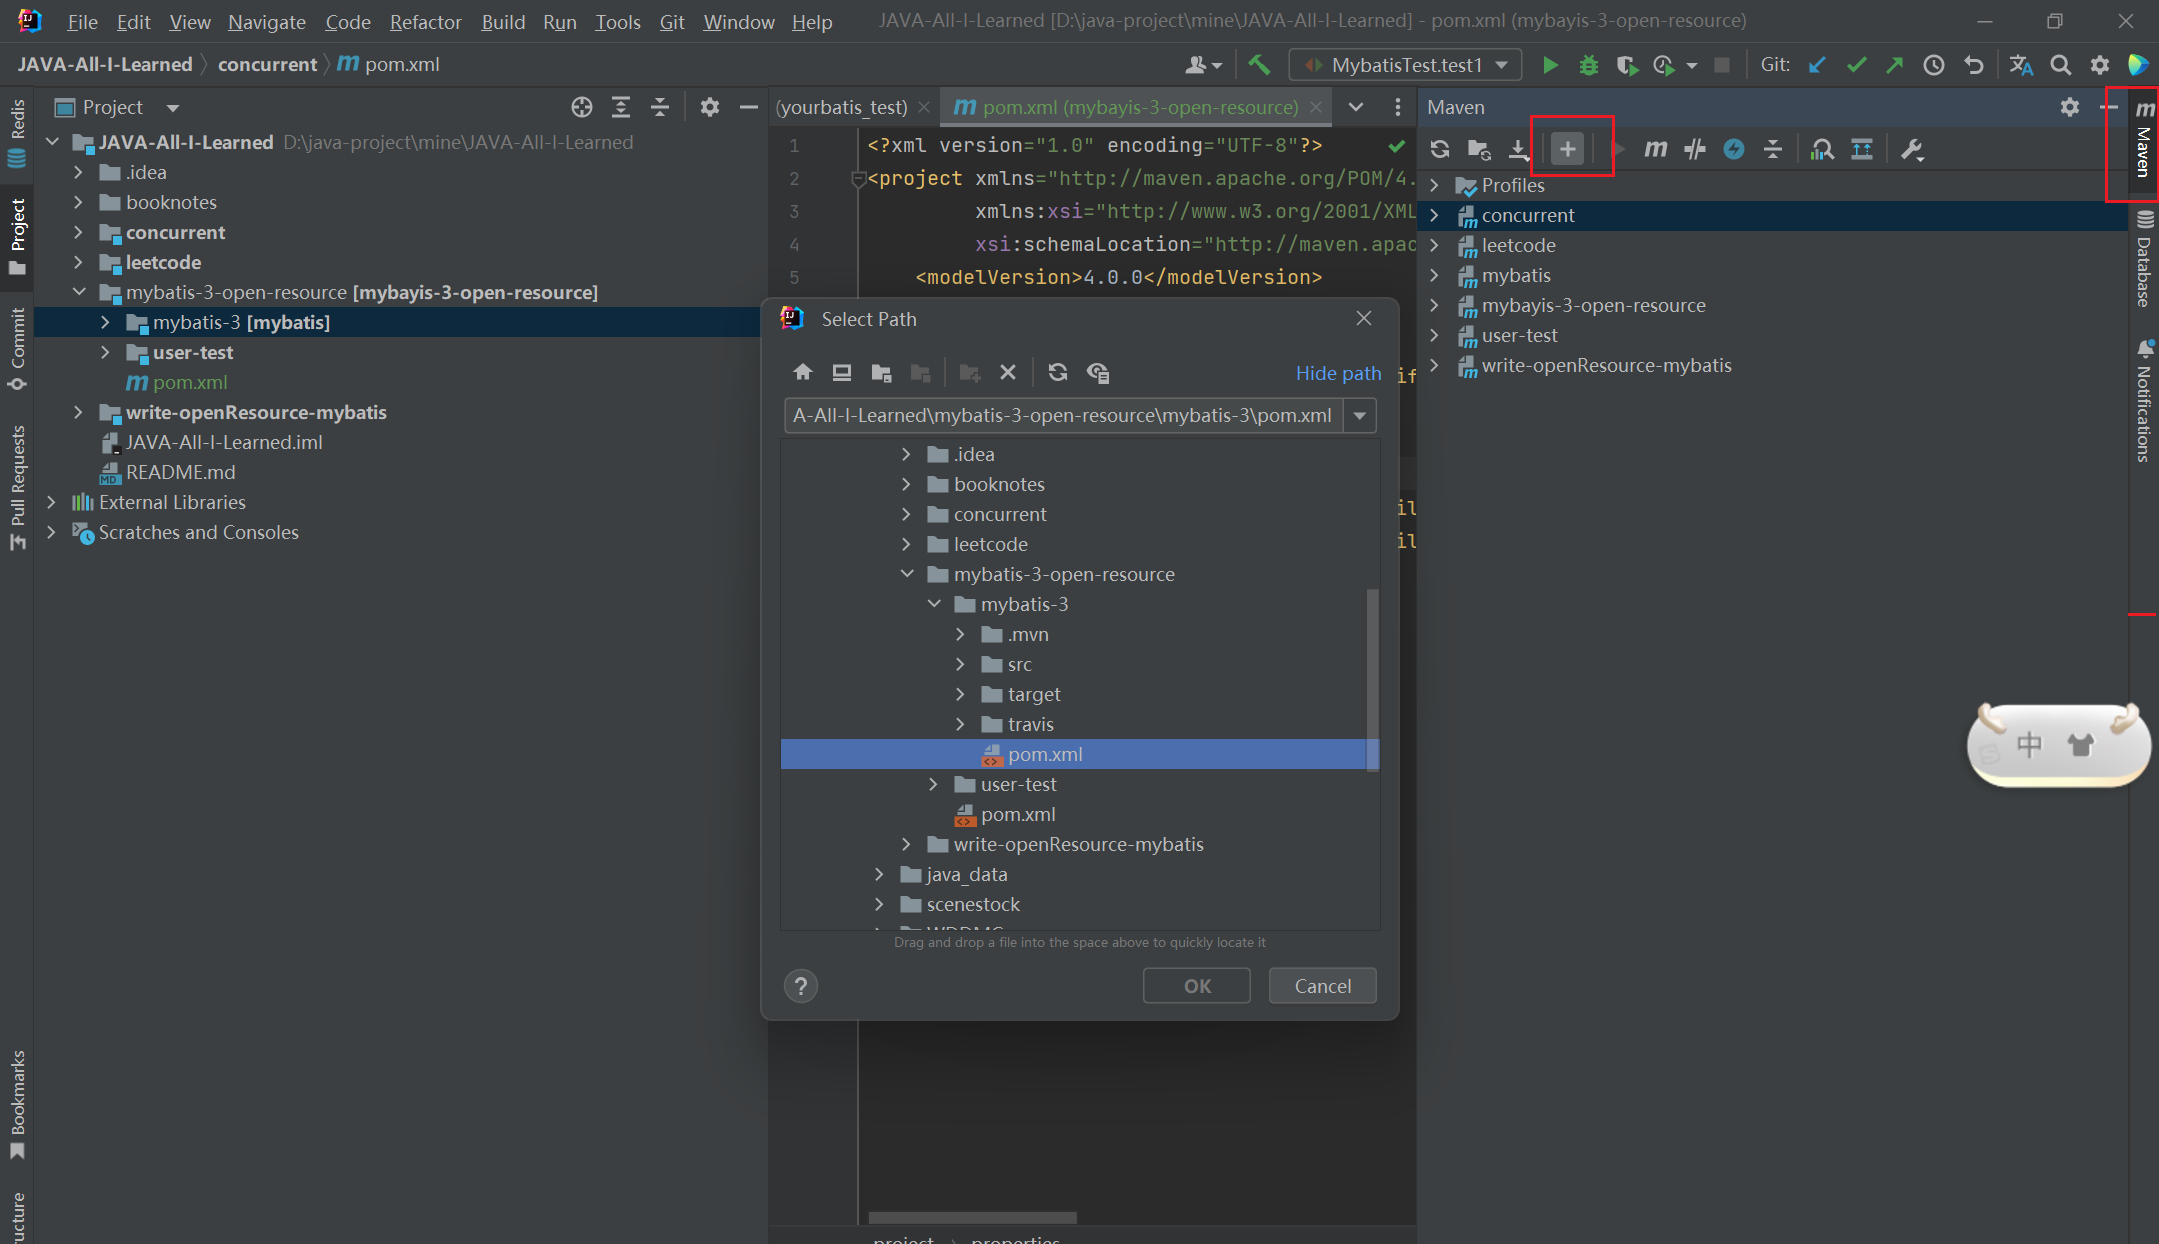 File Edit View Navigate Code Refactor Build Run Tools Git Window Help JAVA-All-I-Learned [D:\java-project\mine\JAVA-All-I-Learned] - pom.xml (mybayis-3-open-resource)
JAVA-All-I-Learned concurrent m pom.xml MybatisTest.test1 Git:
Redis
Project
Commit
Pull Requests
Bookmarks
Project
JAVA-All-I-Learned D:\java-project\mine\JAVA-All-I-Learned
.idea
booknotes
concurrent
leetcode
mybatis-3-open-resource [mybayis-3-open-resource]
mybatis-3 [mybatis]
user-test
pom.xml
write-openResource-mybatis
JAVA-All-I-Learned.iml
README.md
External Libraries
Scratches and Consoles
(yourbatis_test) pom.xml (mybayis-3-open-resource)
1 <?xml version="1.0" encoding="UTF-8"?>
2 <project xmlns="http://maven.apache.org/POM/4.
3 xmlns:xsi="http://www.w3.org/2001/XML
4 xsi:schemaLocation="http://maven.apac
5 <modelVersion>4.0.0</modelVersion>
Select Path
Hide path
A-All-I-Learned\mybatis-3-open-resource\mybatis-3\pom.xml
.idea
booknotes
concurrent
leetcode
mybatis-3-open-resource
mybatis-3
.mvn
src
target
travis
pom.xml
user-test
pom.xml
write-openResource-mybatis
java_data
scenestock
Drag and drop a file into the space above to quickly locate it
? OK Cancel
project properties
Maven
Profiles
concurrent
leetcode
mybatis
mybayis-3-open-resource
user-test
write-openResource-mybatis
Maven
Database
Notifications
中